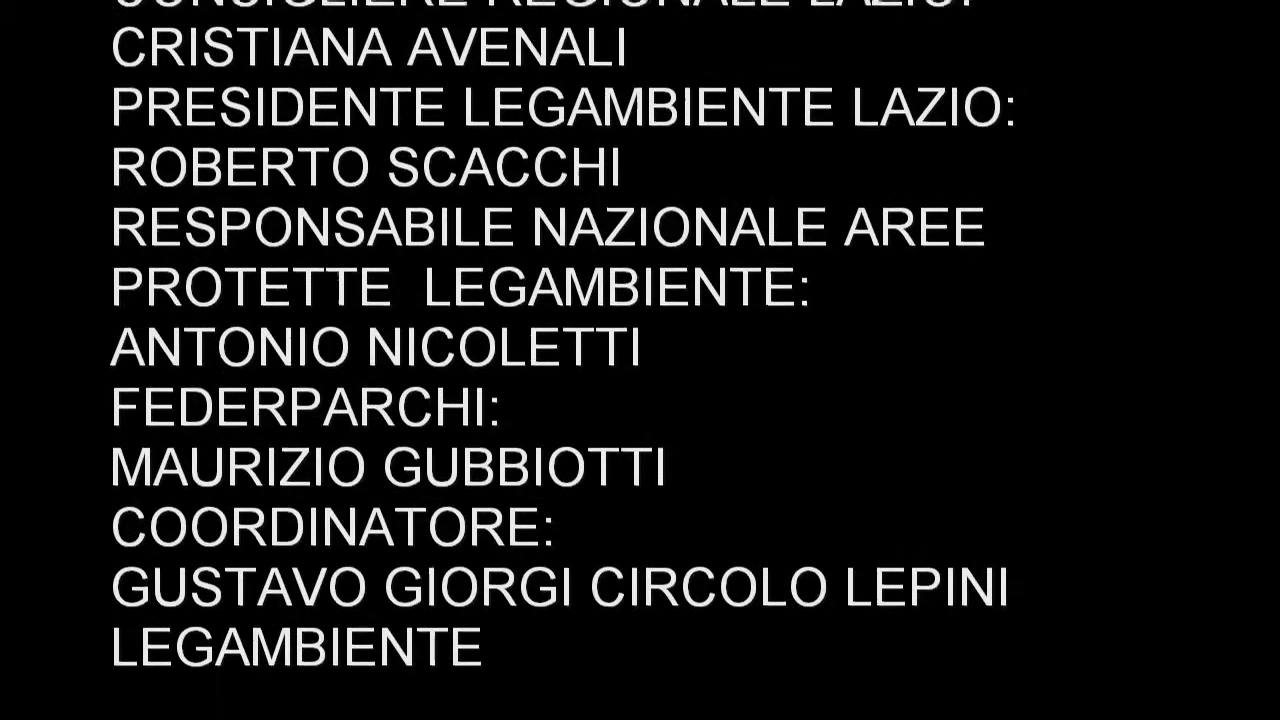 CONSIGLIERE REGIONALE LAZIO:
CRISTIANA AVENALI
PRESIDENTE LEGAMBIENTE LAZIO:
ROBERTO SCACCHI
RESPONSABILE NAZIONALE AREE
PROTETTE  LEGAMBIENTE:
ANTONIO NICOLETTI
FEDERPARCHI:
MAURIZIO GUBBIOTTI
COORDINATORE:
GUSTAVO GIORGI CIRCOLO LEPINI
LEGAMBIENTE